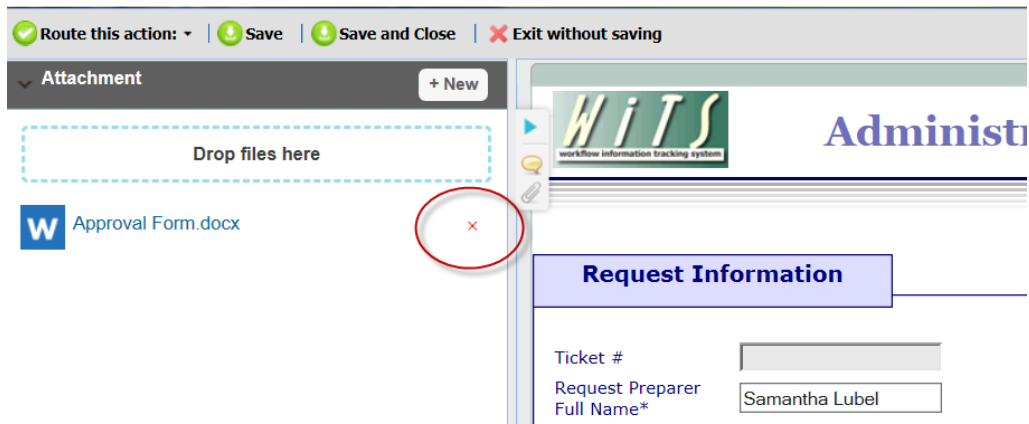 Route this action: Save Save and Close Exit without saving
Attachment
+ New
Drop files here
W Approval Form.docx
WiTS
workflow information tracking system
Administr
Request Information
Ticket #
Request Preparer
Full Name*
Samantha Lubel